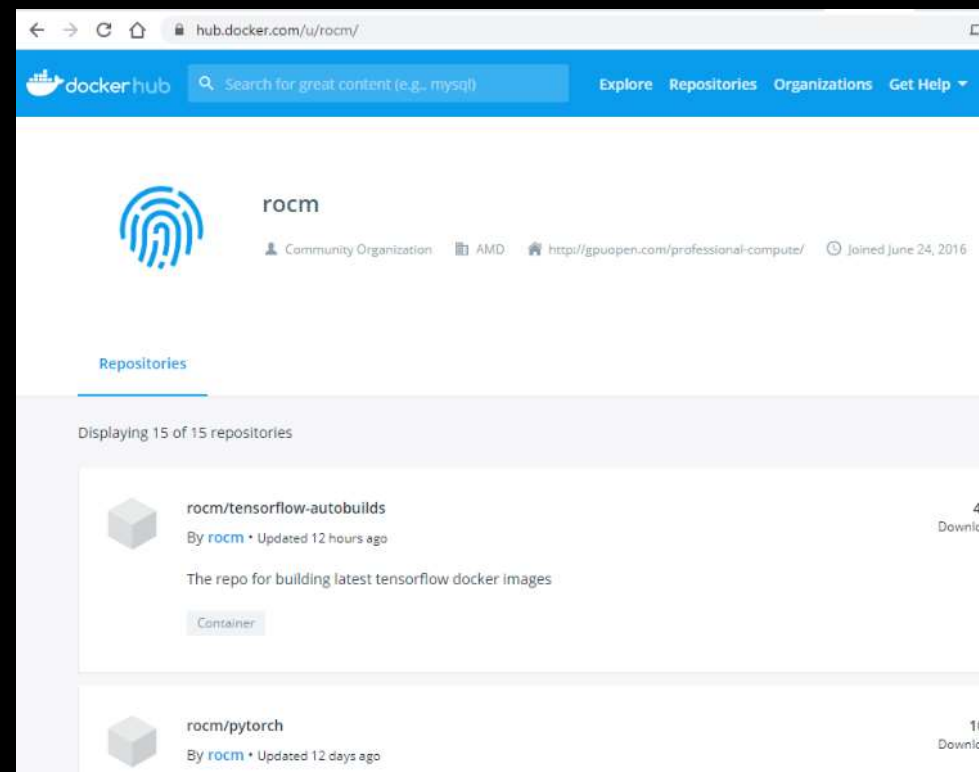 hub.docker.com/u/rocm/
dockerhub Search for great content (e.g., mysql) Explore Repositories Organizations Get Help
rocm
Community Organization AMD http://gpuopen.com/professional-compute/ Joined June 24, 2016
Repositories
Displaying 15 of 15 repositories
rocm/tensorflow-autobuilds
By rocm • Updated 12 hours ago
The repo for building latest tensorflow docker images
Container
rocm/pytorch
By rocm • Updated 12 days ago